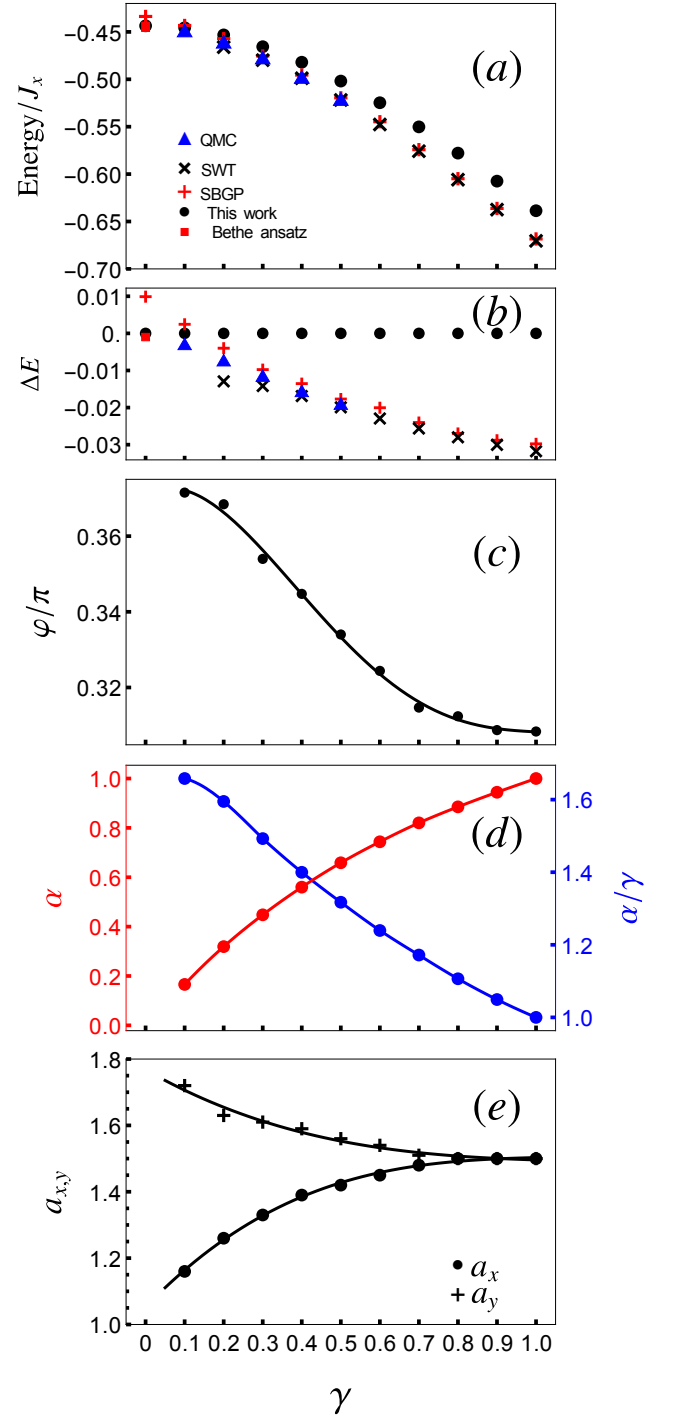 −0.45
−0.50
−0.55
−0.60
−0.65
−0.70
Energy/Jₓ
(a)
QMC
SWT
SBGP
This work
Bethe ansatz
0.01
0.
−0.01
−0.02
−0.03
ΔE
(b)
0.36
0.34
0.32
φ/π
(c)
1.0
0.8
0.6
0.4
0.2
0.0
α
(d)
1.6
1.4
1.2
1.0
α/γ
1.8
1.6
1.4
1.2
1.0
a_{x,y}
(e)
a_x
a_y
0 0.1 0.2 0.3 0.4 0.5 0.6 0.7 0.8 0.9 1.0
γ